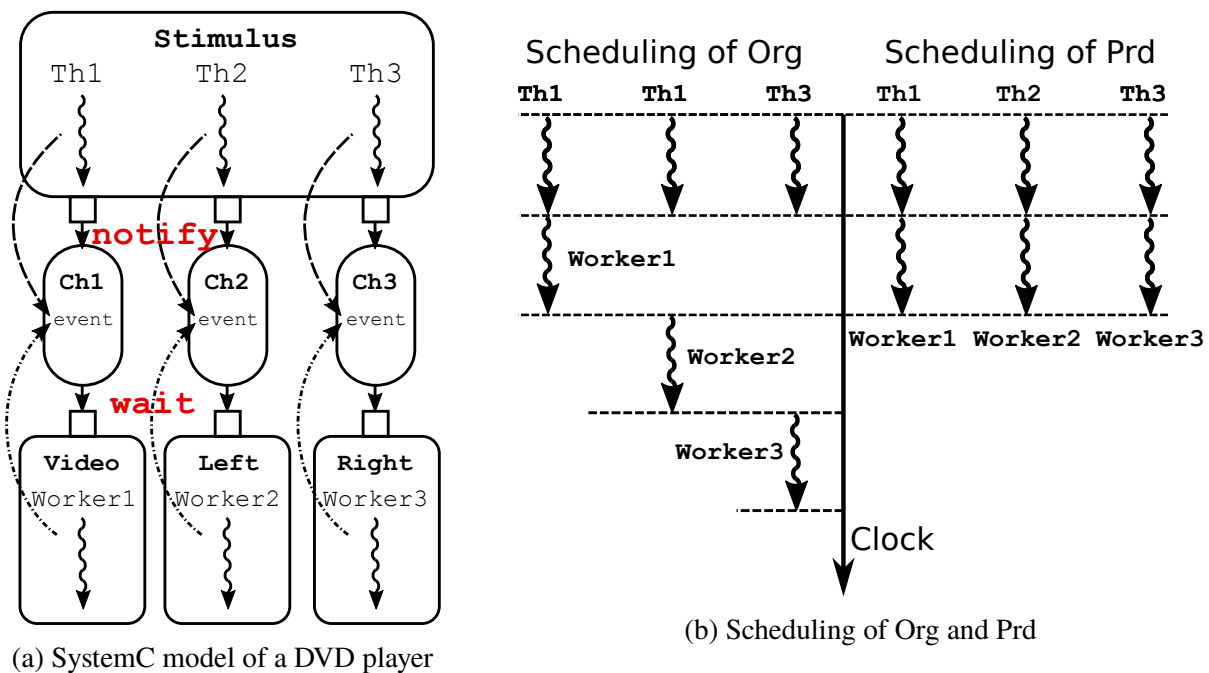 Stimulus
Th1 Th2 Th3
notify
Ch1 Ch2 Ch3
event event event
wait
Video Left Right
Worker1 Worker2 Worker3
(a) SystemC model of a DVD player
Scheduling of Org Scheduling of Prd
Th1 Th1 Th3 Th1 Th2 Th3
Worker1
Worker1 Worker2 Worker3
Worker2
Worker3
Clock
(b) Scheduling of Org and Prd